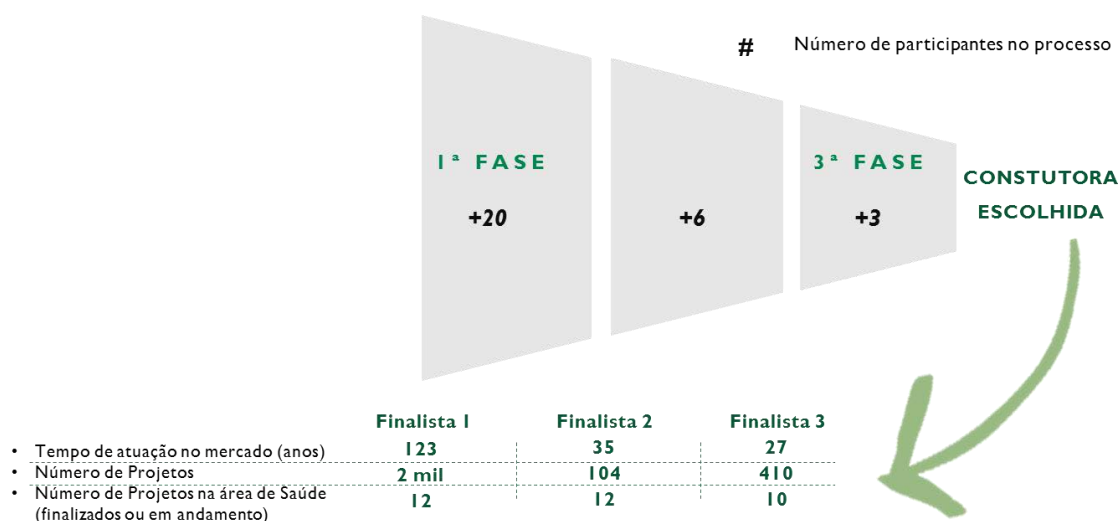 # Número de participantes no processo
1ª FASE
3ª FASE
+20
+6
+3
CONSTUTORA
ESCOLHIDA
Finalista 1 Finalista 2 Finalista 3
• Tempo de atuação no mercado (anos) 123 35 27
• Número de Projetos 2 mil 104 410
• Número de Projetos na área de Saúde
(finalizados ou em andamento) 12 12 10